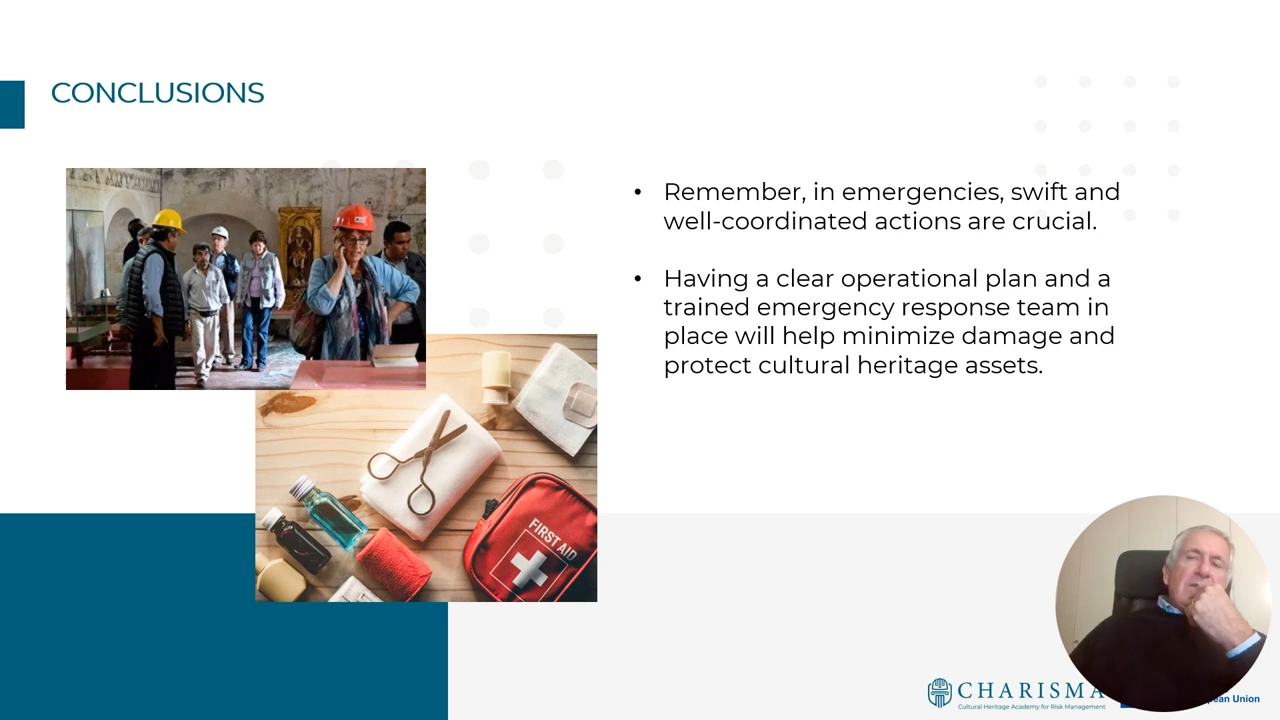 CONCLUSIONS
• Remember, in emergencies, swift and
well-coordinated actions are crucial.
• Having a clear operational plan and a
trained emergency response team in
place will help minimize damage and
protect cultural heritage assets.
FIRST AID
CHARISMA
Cultural Heritage Academy for Risk Management
Union